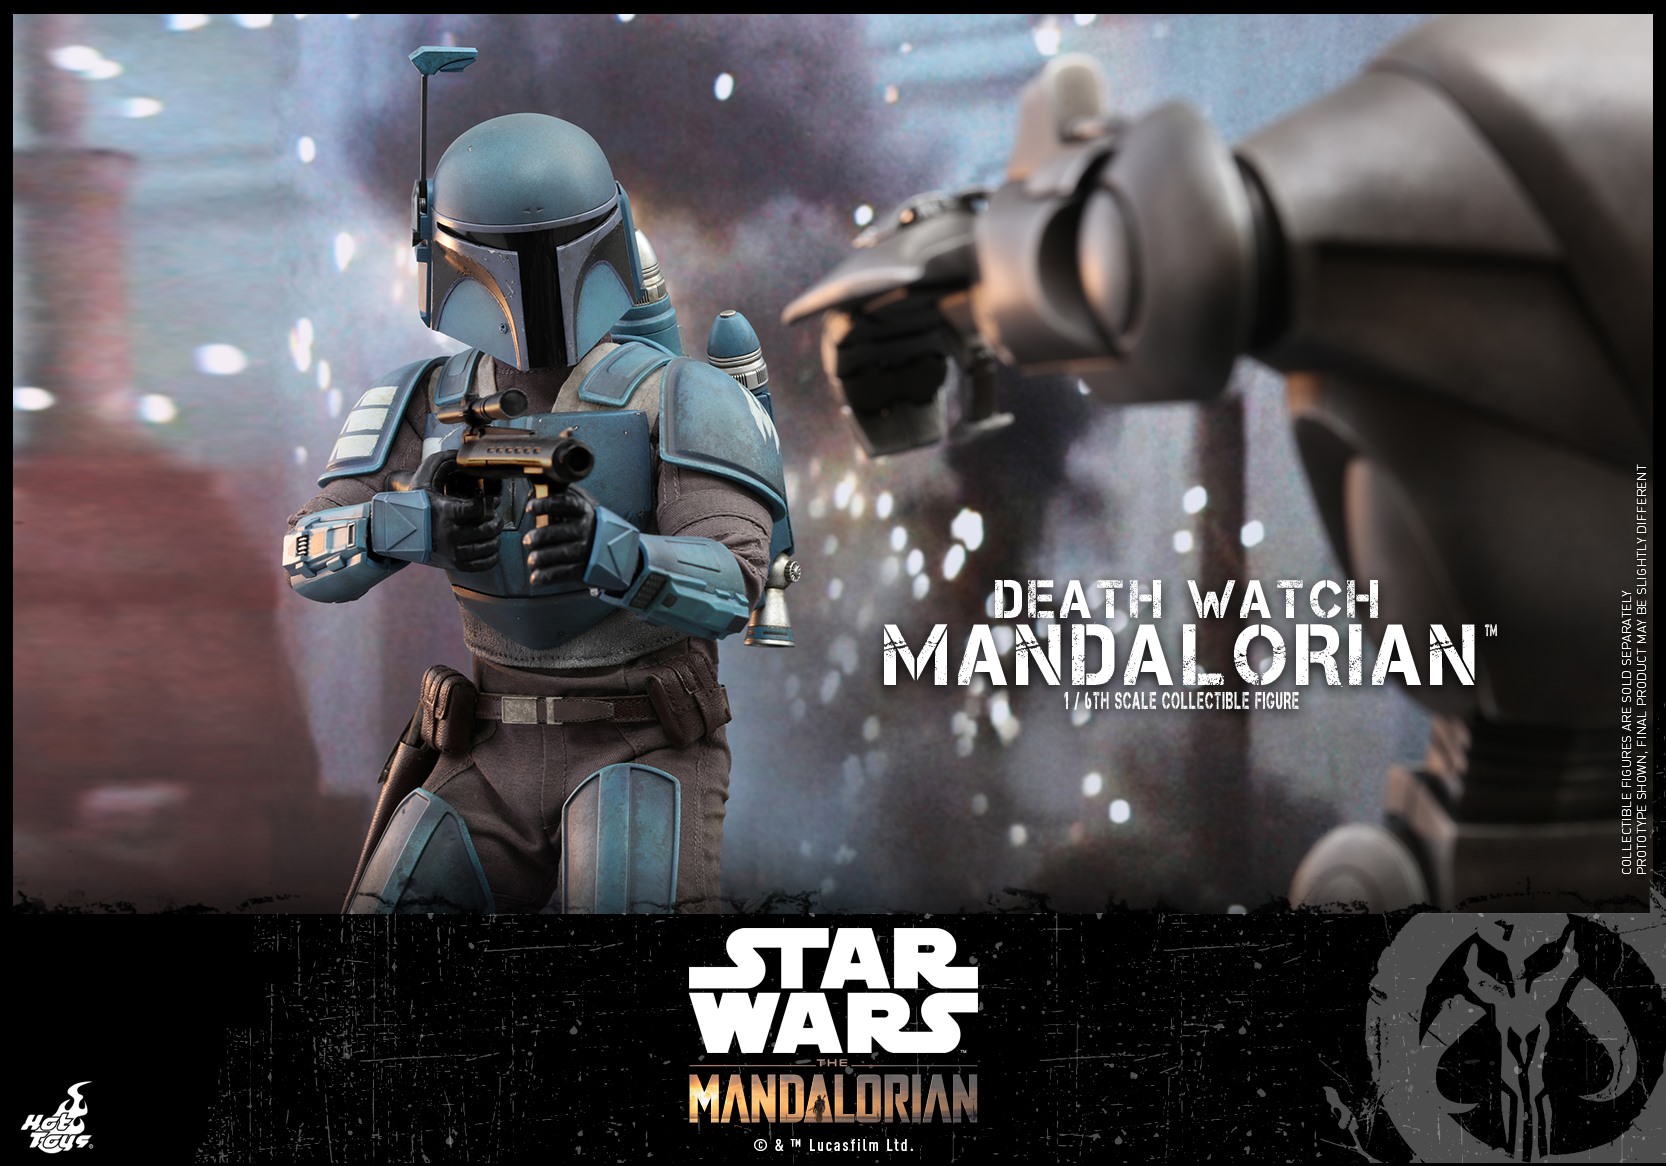 DEATH WATCH
MANDALORIAN™
1 / 6TH SCALE COLLECTIBLE FIGURE
COLLECTIBLE FIGURES ARE SOLD SEPARATELY
PROTOTYPE SHOWN, FINAL PRODUCT MAY BE SLIGHTLY DIFFERENT
STAR
WARS™
THE
MANDALORIAN
© & ™ Lucasfilm Ltd.
Hot
Toys